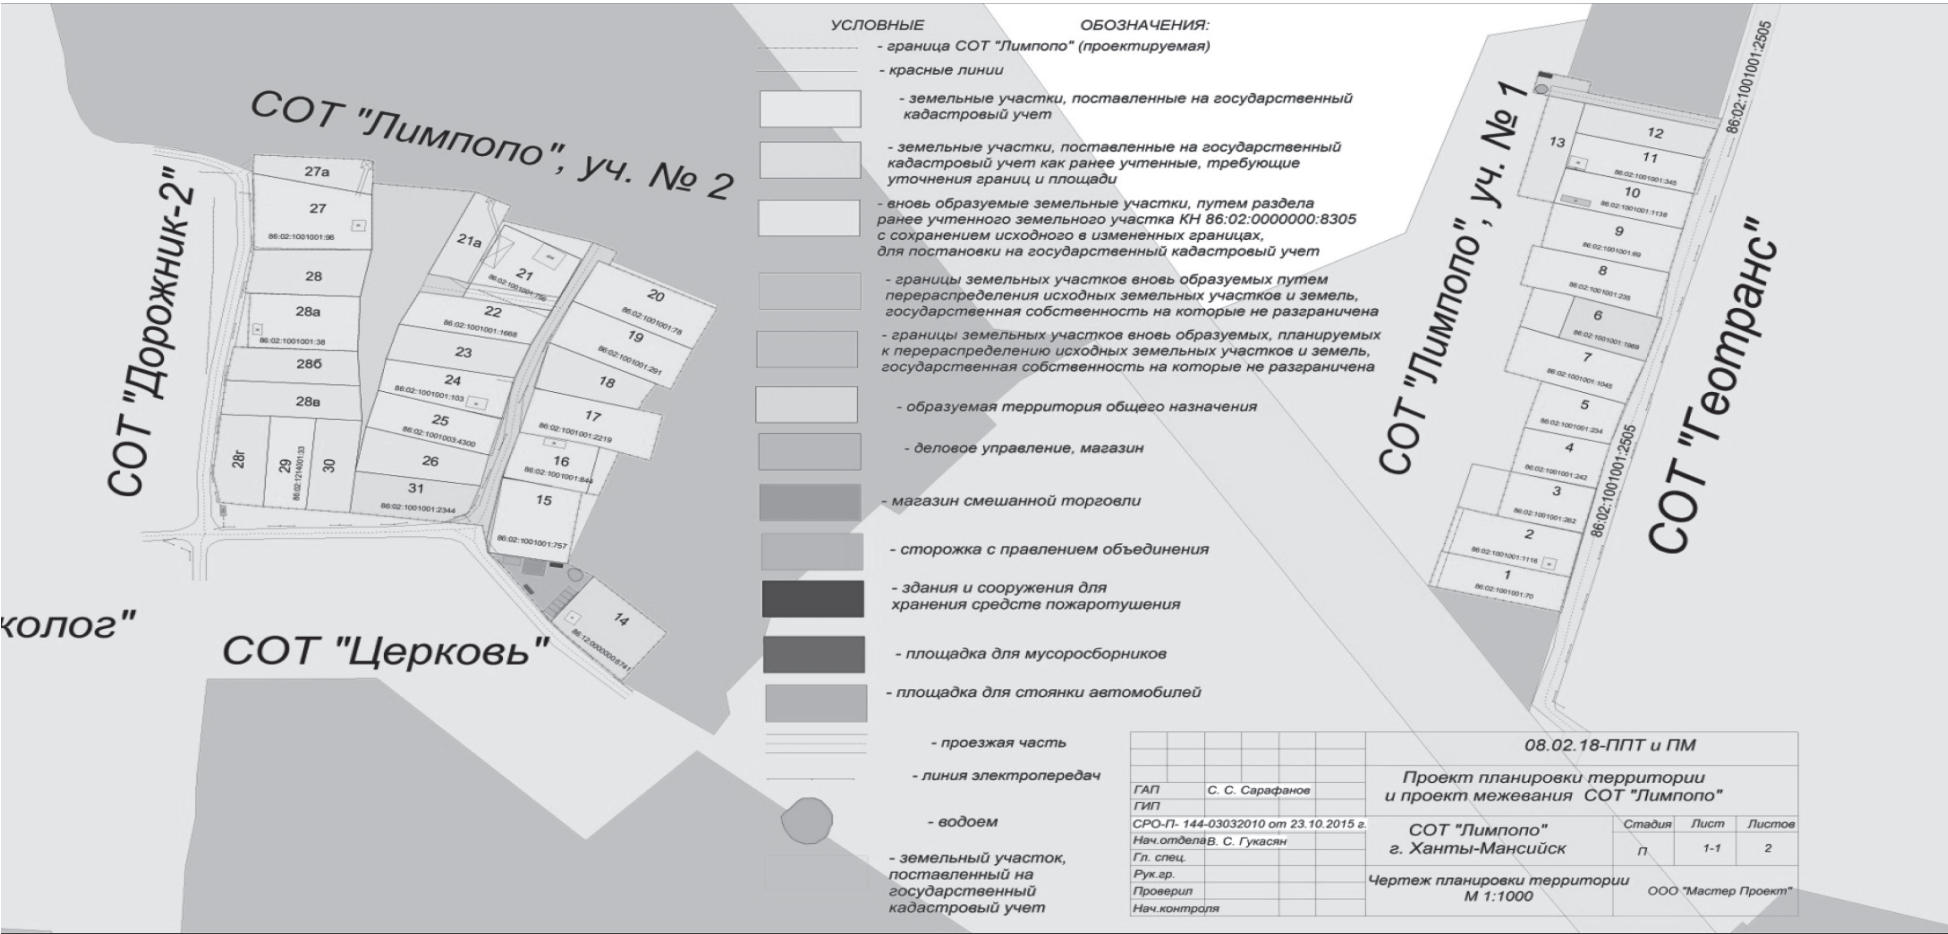 УСЛОВНЫЕ ОБОЗНАЧЕНИЯ:
- граница СОТ "Лимпопо" (проектируемая)
- красные линии
- земельные участки, поставленные на государственный
кадастровый учет
- земельные участки, поставленные на государственный
кадастровый учет как ранее учтенные, требующие
уточнения границ и площади
- вновь образуемые земельные участки, путем раздела
ранее учтенного земельного участка КН 86:02:0000000:8305
с сохранением исходного в измененных границах,
для постановки на государственный кадастровый учет
- границы земельных участков вновь образуемых путем
перераспределения исходных земельных участков и земель,
государственная собственность на которые не разграничена
- границы земельных участков вновь образуемых, планируемых
к перераспределению исходных земельных участков и земель,
государственная собственность на которые не разграничена
- образуемая территория общего назначения
- деловое управление, магазин
- магазин смешанной торговли
- сторожка с правлением объединения
- здания и сооружения для
хранения средств пожаротушения
- площадка для мусоросборников
- площадка для стоянки автомобилей
- проезжая часть
- линия электропередач
- водоем
- земельный участок,
поставленный на
государственный
кадастровый учет
СОТ "Лимпопо", уч. № 2
СОТ "Дорожник-2"
колог"
СОТ "Церковь"
27а
27
86:02:1001001:96
28
28а
86:02:1001001:38
28б
28в
28г
29
86:02:1214001:33
30
21а
21
22
86:02:1001001:1668
23
24
86:02:1001001:103
25
86:02:1001003:4300
26
31
86:02:1001001:2344
20
86:02:1001001:78
19
86:02:1001001:291
18
17
86:02:1001001:2219
16
86:02:1001001:844
15
86:02:1001001:757
14
86:12:0000000:6741
СОТ "Лимпопо", уч. № 1
СОТ "Геотранс"
86:02:1001001:2505
86:02:1001001:2505
13
12
11
86:02:1001001:345
10
86:02:1001001:1138
9
86:02:1001001:69
8
86:02:1001001:235
6
86:02:1001001:1969
7
86:02:1001001:1045
5
86:02:1001001:234
4
86:02:1001001:242
3
86:02:1001001:262
2
86:02:1001001:1116
1
86:02:1001001:70
08.02.18-ППТ и ПМ
Проект планировки территории
и проект межевания СОТ "Лимпопо"
ГАП С. С. Сарафанов
ГИП
СРО-П- 144-03032010 от 23.10.2015 г.
Нач.отдела В. С. Гукасян
Гл. спец.
Рук.гр.
Проверил
Нач.контроля
СОТ "Лимпопо"
г. Ханты-Мансийск
Стадия Лист Листов
П 1-1 2
Чертеж планировки территории
М 1:1000
ООО "Мастер Проект"